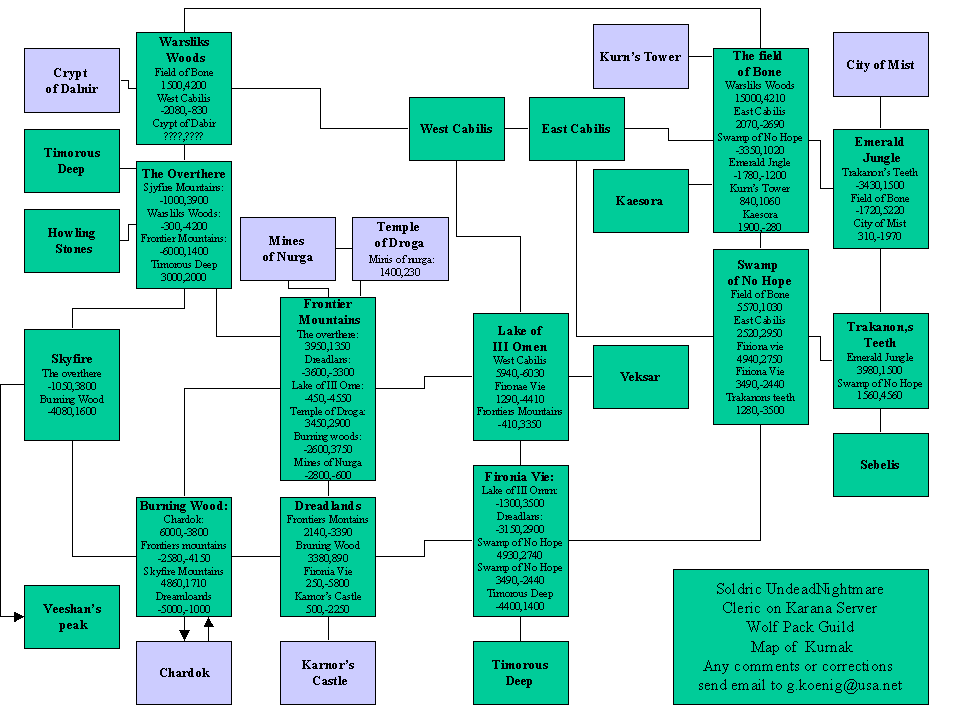 Crypt
of Dalnir
Timorous
Deep
Howling
Stones
Warsliks
Woods
Field of Bone
1500,4200
West Cabilis
-2080,-830
Crypt of Dabir
????,????
The Overthere
Sjyfire Mountains:
-1000,3900
Warsliks Woods:
-300,-4200
Frontier Mountains:
-6000,1400
Timorous Deep
3000,2000
Mines
of Nurga
Temple
of Droga
Minis of nurga:
1400,230
West Cabilis
East Cabilis
Kurn's Tower
Kaesora
The field
of Bone
Warsliks Woods
15000,4210
East Cabilis
2070,-2690
Swamp of No Hope
-3350,1020
Emerald Jngle
-1780,-1200
Kurn's Tower
840,1060
Kaesora
1900,-280
City of Mist
Emerald
Jungle
Trakanon's Teeth
-3430,1500
Field of Bone
-1720,5220
City of Mist
310,-1970
Skyfire
The overthere
-1050,3800
Burning Wood
-4080,1600
Frontier
Mountains
The overthere:
3950,1350
Dreadlans:
-3600,-3300
Lake of III Ome:
-450,-4550
Temple of Droga:
3450,2900
Burning woods:
-2600,3750
Mines of Nurga
-2800,-600
Lake of
III Omen
West Cabilis
5940,-6030
Fironae Vie
1290,-4410
Frontiers Mountains
-410,3350
Veksar
Swamp
of No Hope
Field of Bone
5570,1030
East Cabilis
2520,2950
Firiona vie
4940,2750
Firiona Vie
3490,-2440
Trakanons teeth
1280,-3500
Trakanon,s
Teeth
Emerald Jungle
3980,1500
Swamp of No Hope
1560,4560
Sebelis
Burning Wood:
Chardok:
6000,-3800
Frontiers mountains
-2580,-4150
Skyfire Mountains
4860,1710
Dreamloands
-5000,-1000
Dreadlands
Frontiers Montains
2140,-3390
Bruning Wood
3380,890
Fironia Vie
250,-5800
Karnor's Castle
500,-2250
Fironia Vie:
Lake of III Omrn:
-1300,3500
Dreadlans:
-3150,2900
Swamp of No Hope
4930,2740
Swamp of No Hope
3490,-2440
Timorous Deep
-4400,1400
Veeshan's
peak
Chardok
Karnor's
Castle
Timorous
Deep
Soldric UndeadNightmare
Cleric on Karana Server
Wolf Pack Guild
Map of Kurnak
Any comments or corrections
send email to g.koenig@usa.net